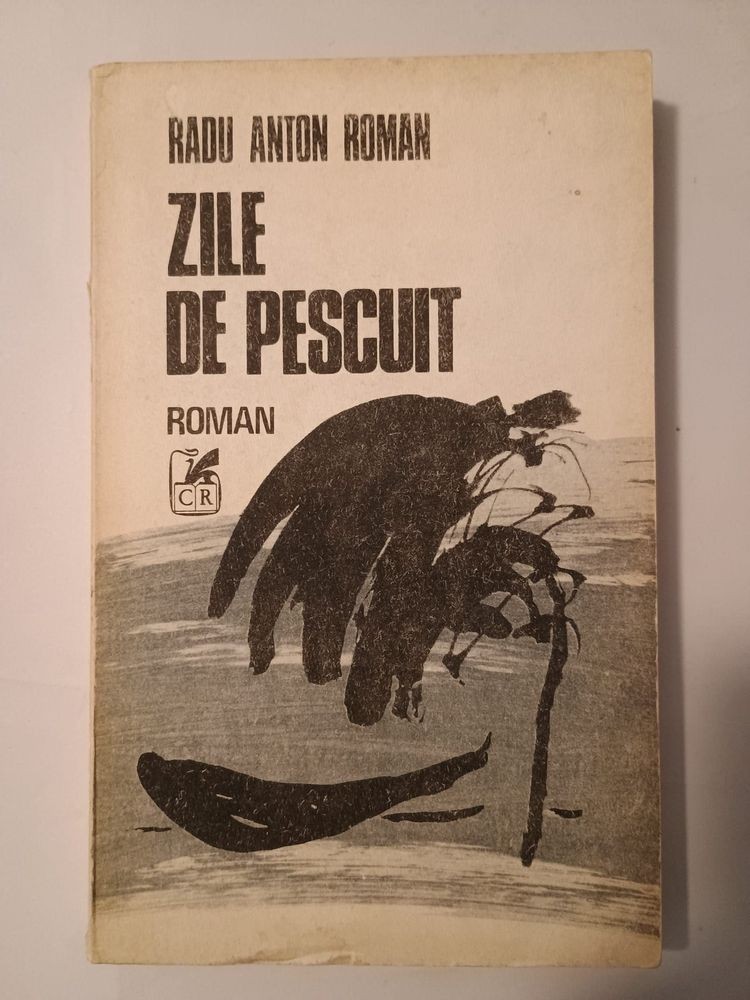 RADU ANTON ROMAN
ZILE
DE PESCUIT
ROMAN
CR